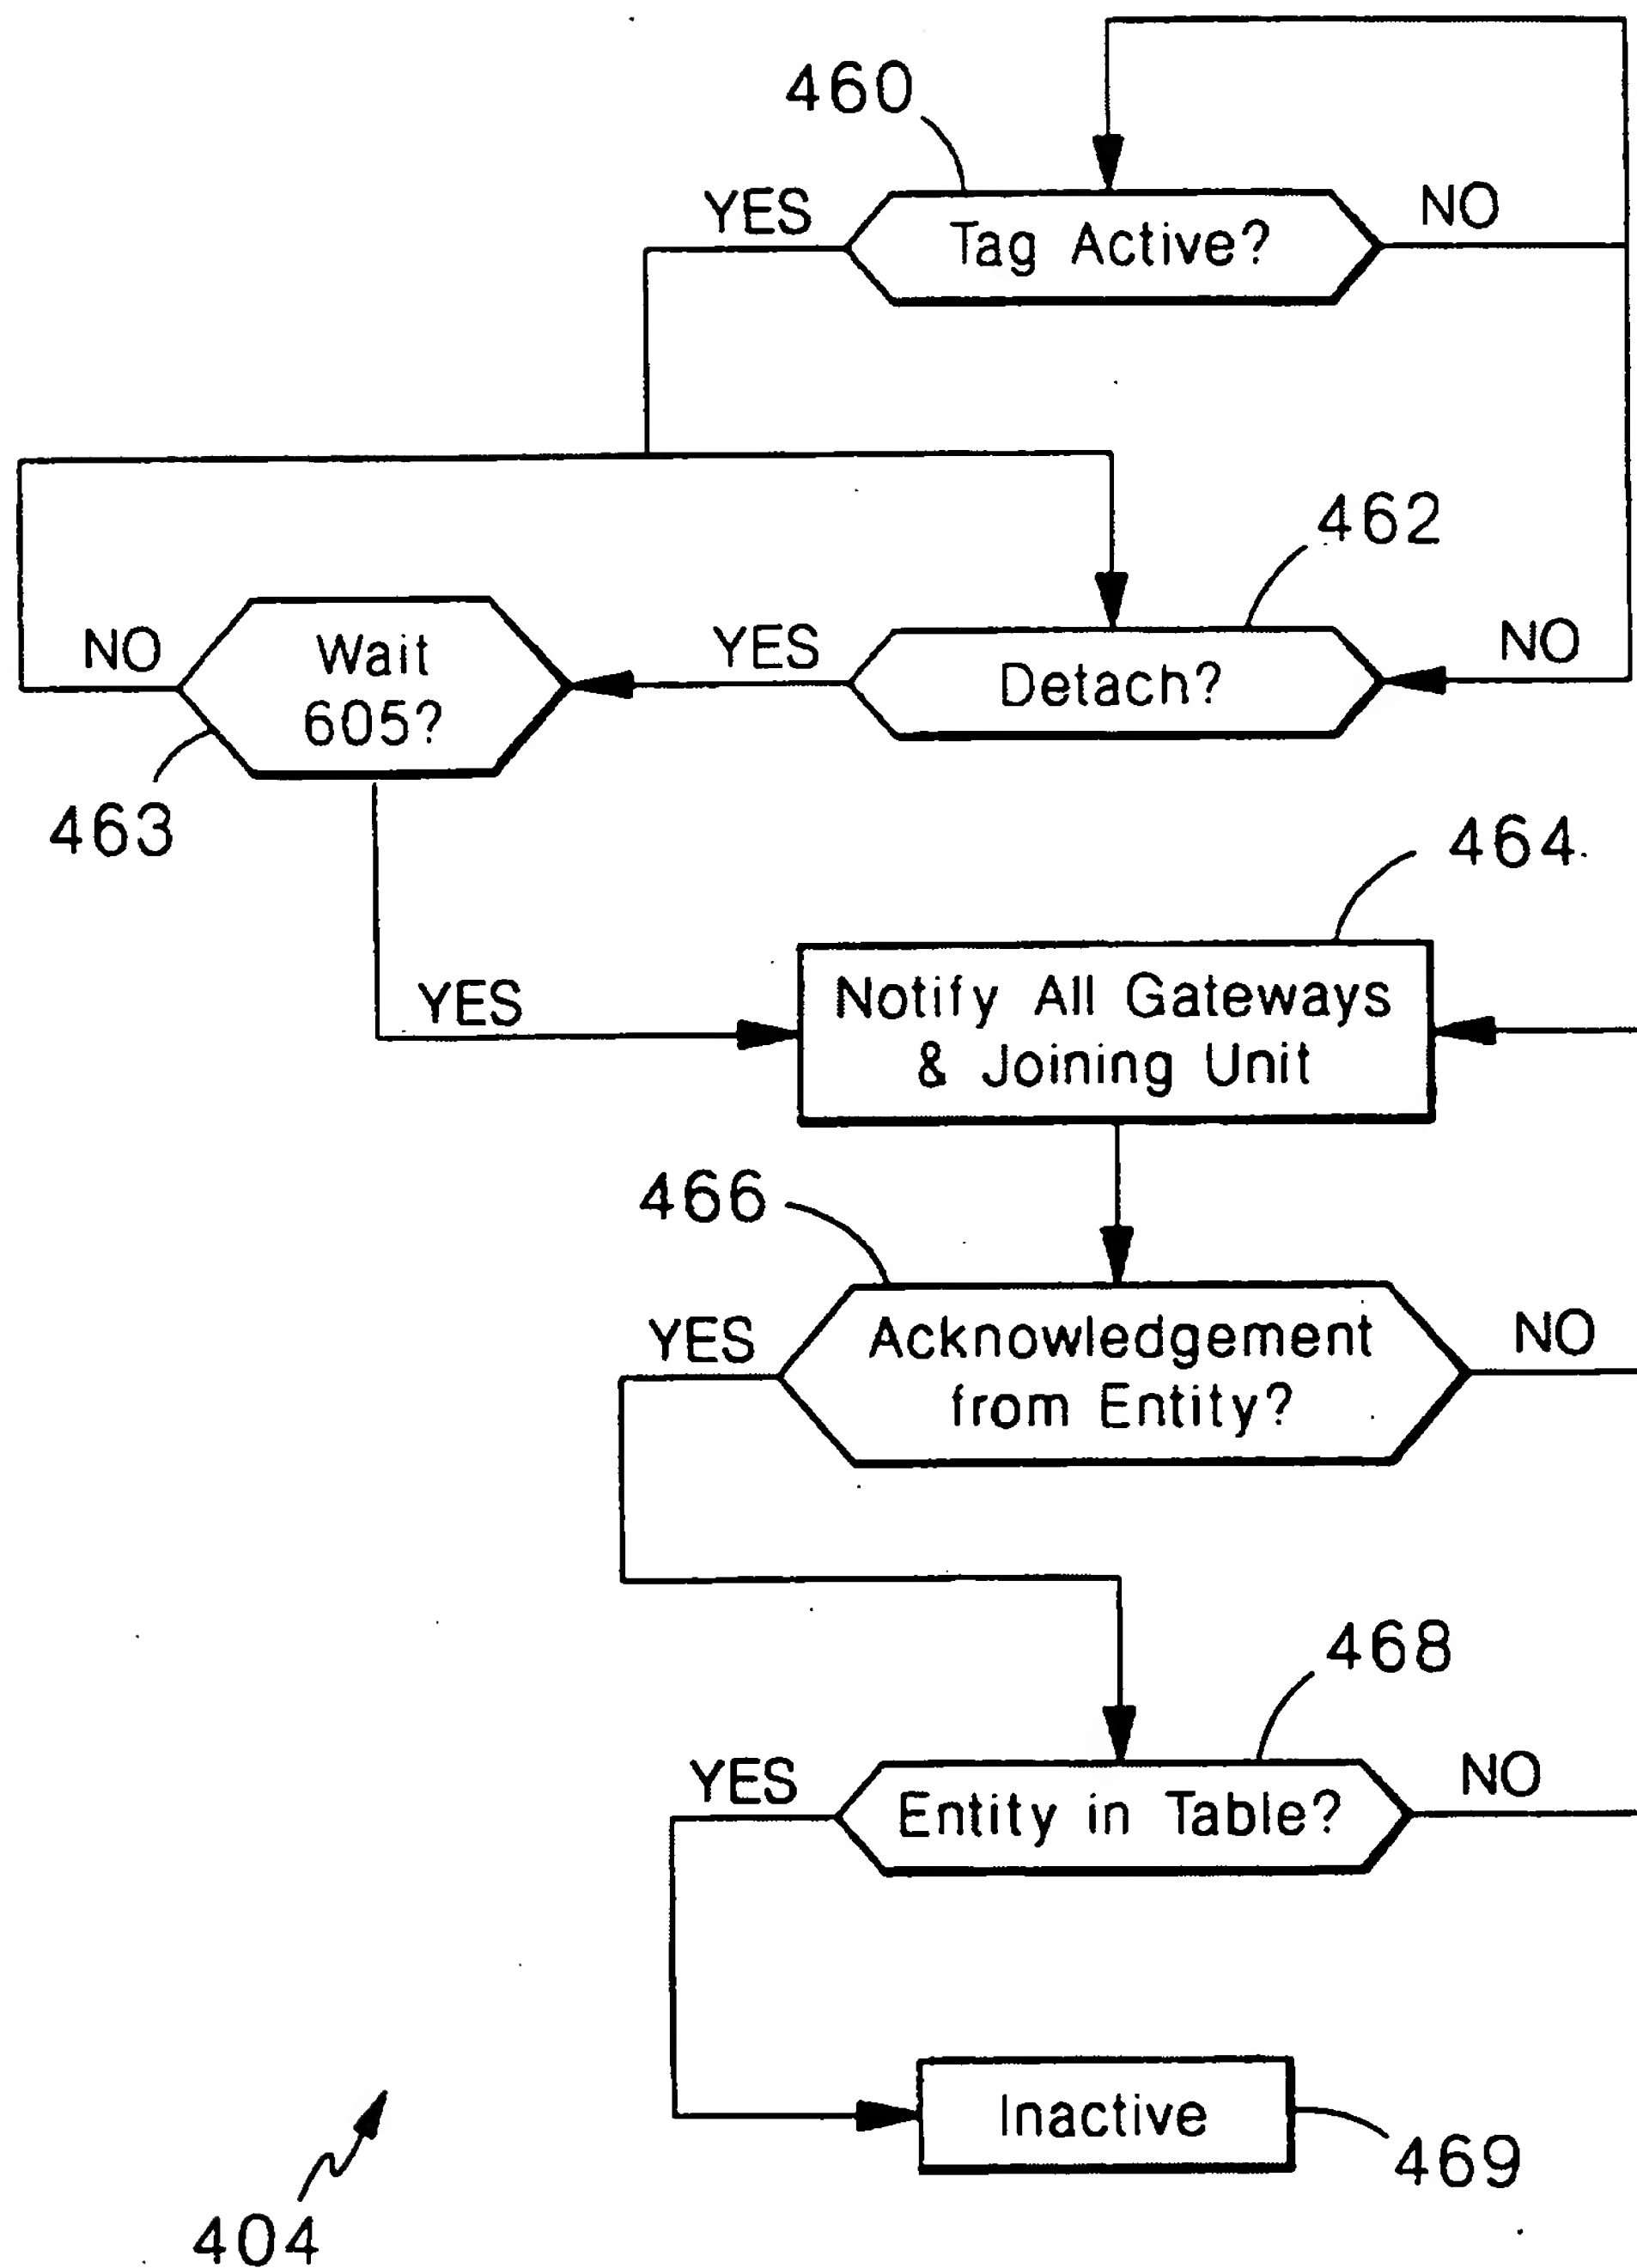 460
YES
Tag Active?
NO
462
NO
Wait
605?
YES
Detach?
NO
463
464
YES
Notify All Gateways
& Joining Unit
466
YES
Acknowledgement
from Entity?
NO
468
YES
Entity in Table?
NO
Inactive
469
404